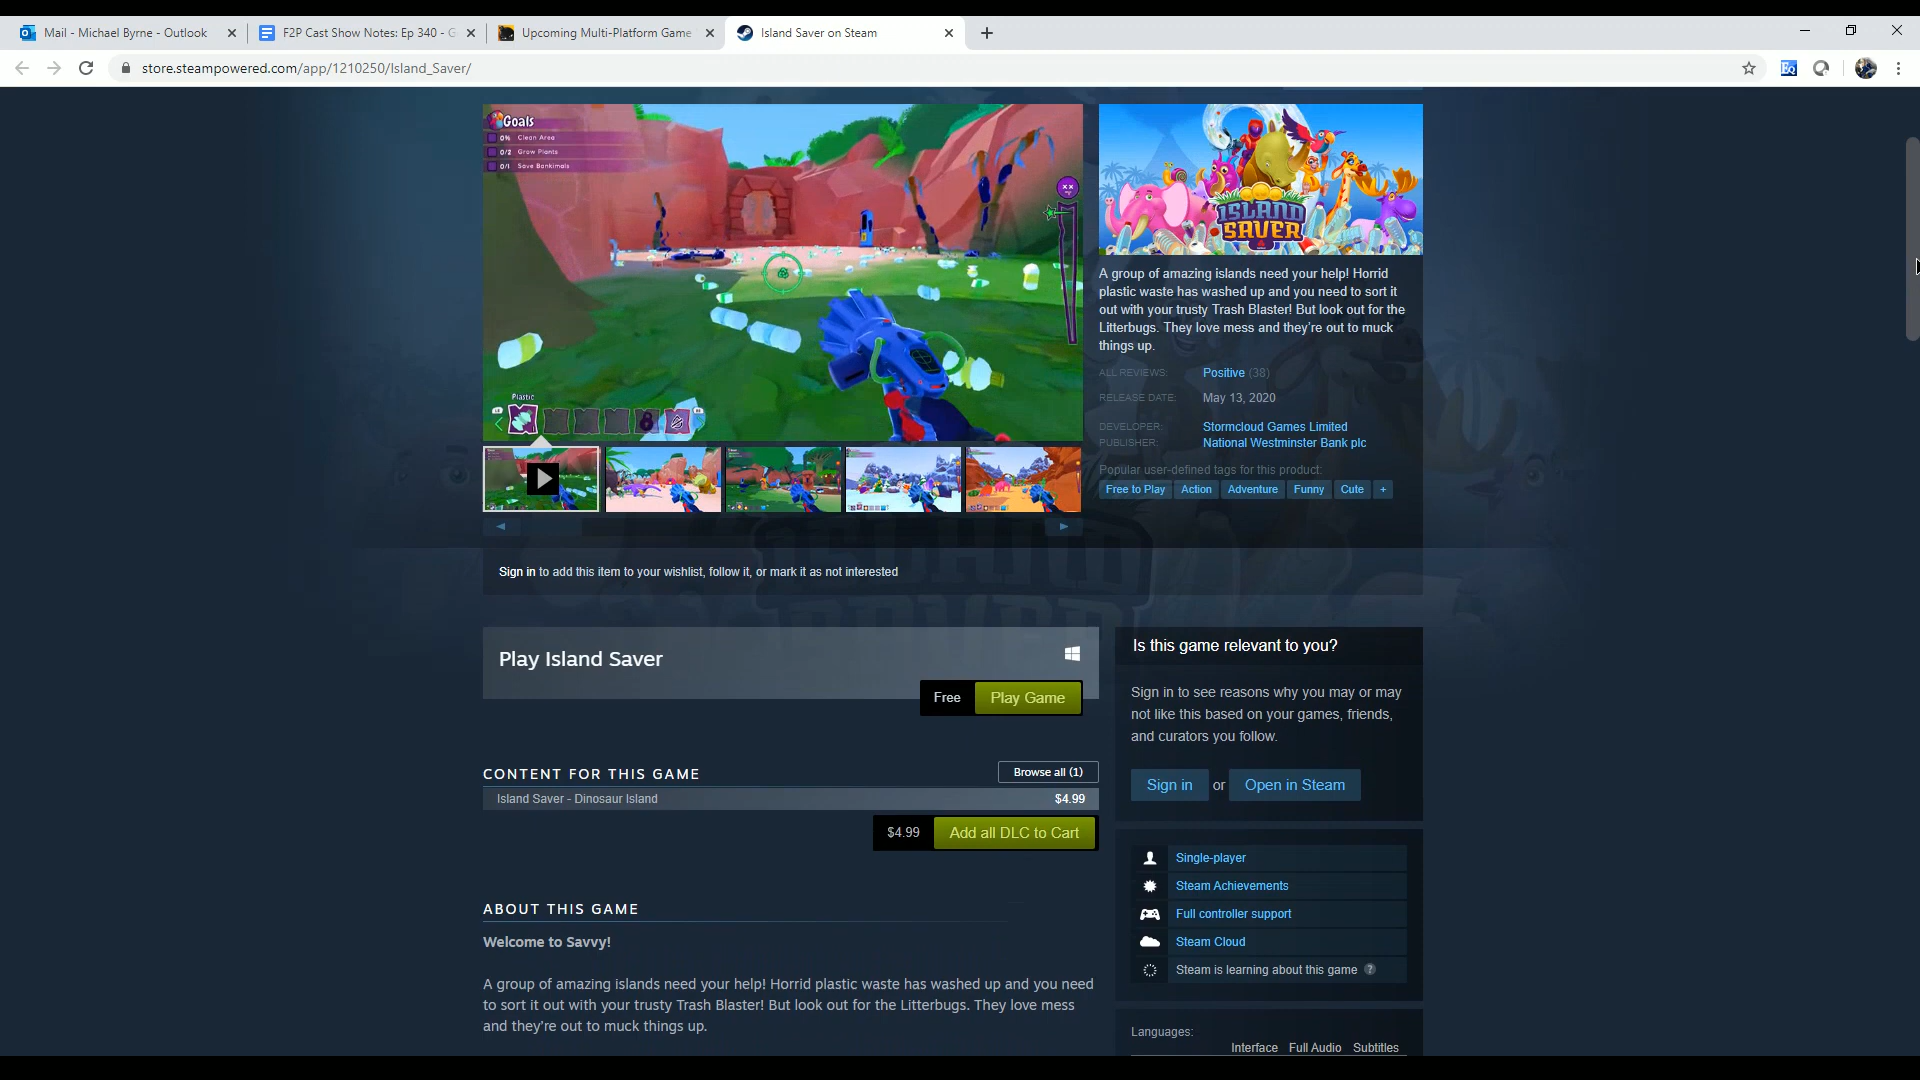 Mail - Michael Byrne - Outlook
F2P Cast Show Notes: Ep 340 - G
Upcoming Multi-Platform Game
Island Saver on Steam
store.steampowered.com/app/1210250/Island_Saver/
Goals
0% Clean Area
0/2 Grow Plants
0/1 Save Bankimals
Plastic
ISLAND
SAVER
A group of amazing islands need your help! Horrid
plastic waste has washed up and you need to sort it
out with your trusty Trash Blaster! But look out for the
Litterbugs. They love mess and they're out to muck
things up.
ALL REVIEWS: Positive (38)
RELEASE DATE: May 13, 2020
DEVELOPER: Stormcloud Games Limited
PUBLISHER: National Westminster Bank plc
Popular user-defined tags for this product:
Free to Play Action Adventure Funny Cute +
Sign in to add this item to your wishlist, follow it, or mark it as not interested
Play Island Saver
Free Play Game
Is this game relevant to you?
Sign in to see reasons why you may or may
not like this based on your games, friends,
and curators you follow.
Sign in or Open in Steam
CONTENT FOR THIS GAME Browse all (1)
Island Saver - Dinosaur Island $4.99
$4.99 Add all DLC to Cart
Single-player
Steam Achievements
Full controller support
Steam Cloud
Steam is learning about this game ?
ABOUT THIS GAME
Welcome to Savvy!
A group of amazing islands need your help! Horrid plastic waste has washed up and you need
to sort it out with your trusty Trash Blaster! But look out for the Litterbugs. They love mess
and they're out to muck things up.
Languages:
Interface Full Audio Subtitles